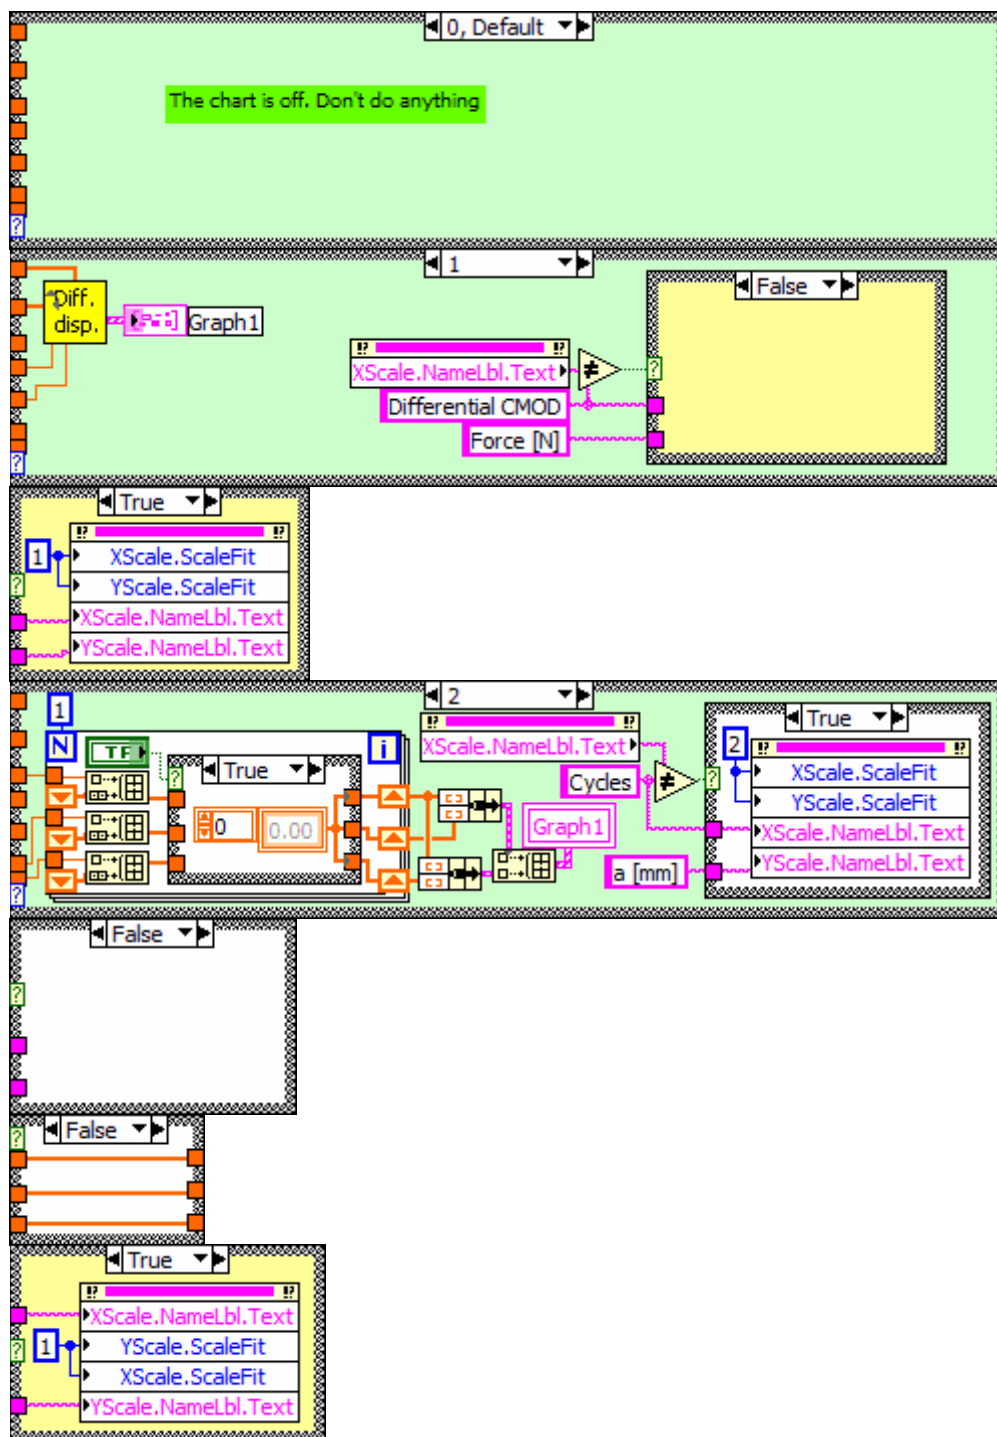 0, Default
The chart is off. Don't do anything
1
Diff.
disp.
Graph1
False
XScale.NameLbl.Text
Differential CMOD
Force [N]
True
1
XScale.ScaleFit
YScale.ScaleFit
XScale.NameLbl.Text
YScale.NameLbl.Text
2
1
N
TF
i
True
0
0.00
XScale.NameLbl.Text
Cycles
Graph1
a [mm]
True
2
XScale.ScaleFit
YScale.ScaleFit
XScale.NameLbl.Text
YScale.NameLbl.Text
False
False
True
XScale.NameLbl.Text
1
YScale.ScaleFit
XScale.ScaleFit
YScale.NameLbl.Text